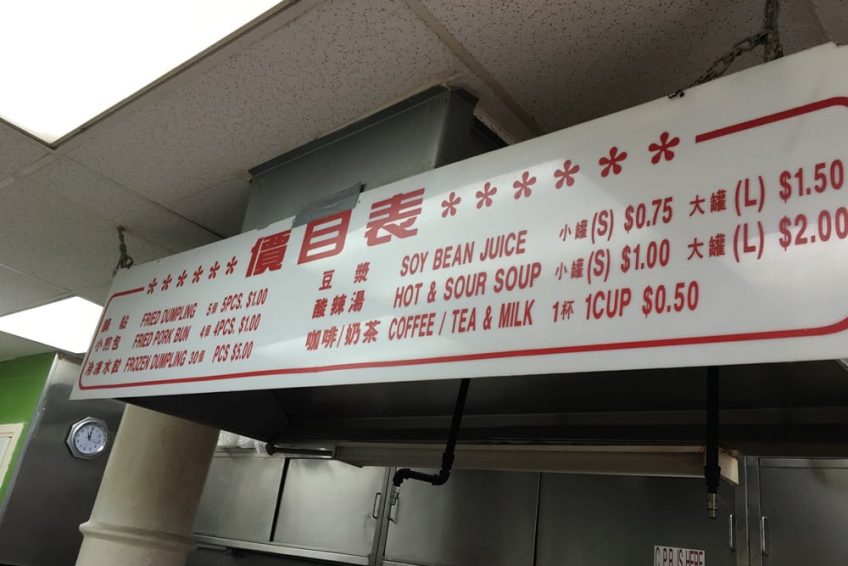 ****** 價目表 *******
鍋貼 FRIED DUMPLING 5個 5PCS, $1.00
小煎包 FRIED PORK BUN 4個 4PCS, $1.00
冷凍水餃 FROZEN DUMPLING 30個 PCS $5.00
豆漿 SOY BEAN JUICE 小罐(S) $0.75 大罐(L) $1.50
酸辣湯 HOT & SOUR SOUP 小罐(S) $1.00 大罐(L) $2.00
咖啡/奶茶 COFFEE / TEA & MILK 1杯 1CUP $0.50
C.P.R. IS HERE